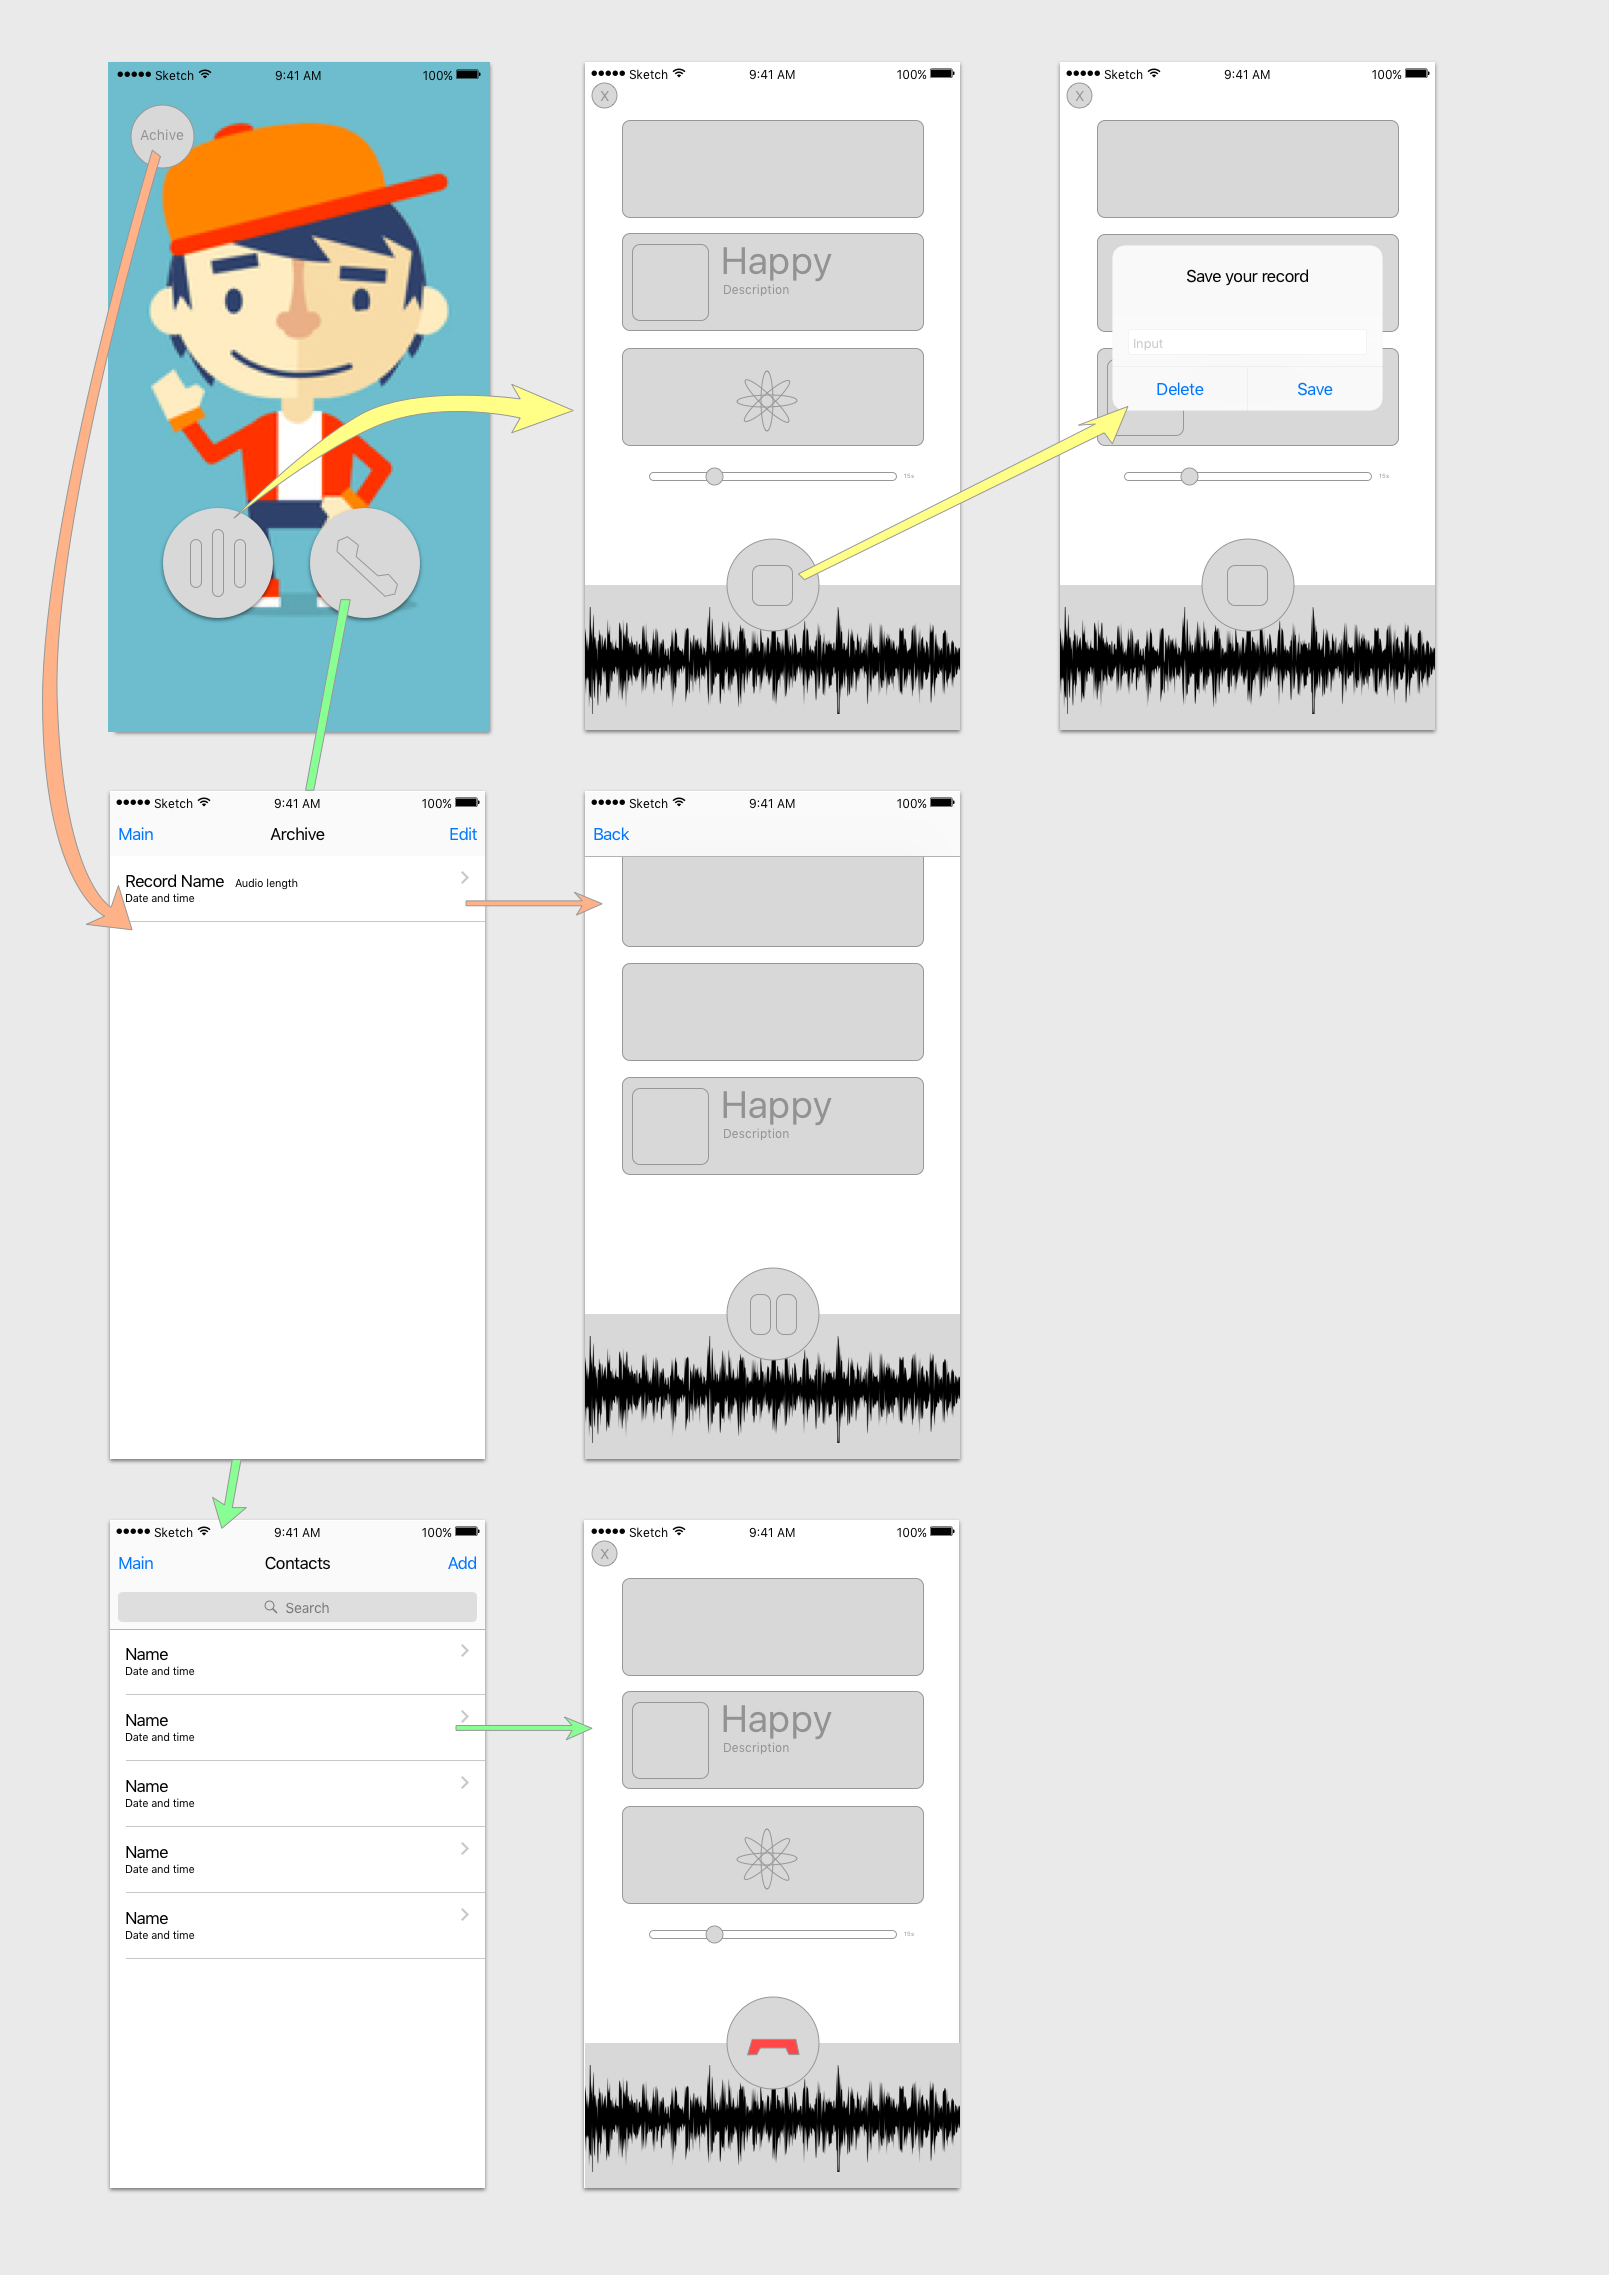 Sketch 9:41 AM 100%
Achive
Sketch 9:41 AM 100%
X
Happy
Description
15s
Sketch 9:41 AM 100%
X
Save your record
Input
Delete Save
15s
Sketch 9:41 AM 100%
Main Archive Edit
Record Name Audio length
Date and time
Sketch 9:41 AM 100%
Back
Happy
Description
Sketch 9:41 AM 100%
Main Contacts Add
Search
Name
Date and time
Name
Date and time
Name
Date and time
Name
Date and time
Name
Date and time
Sketch 9:41 AM 100%
X
Happy
Description
15s